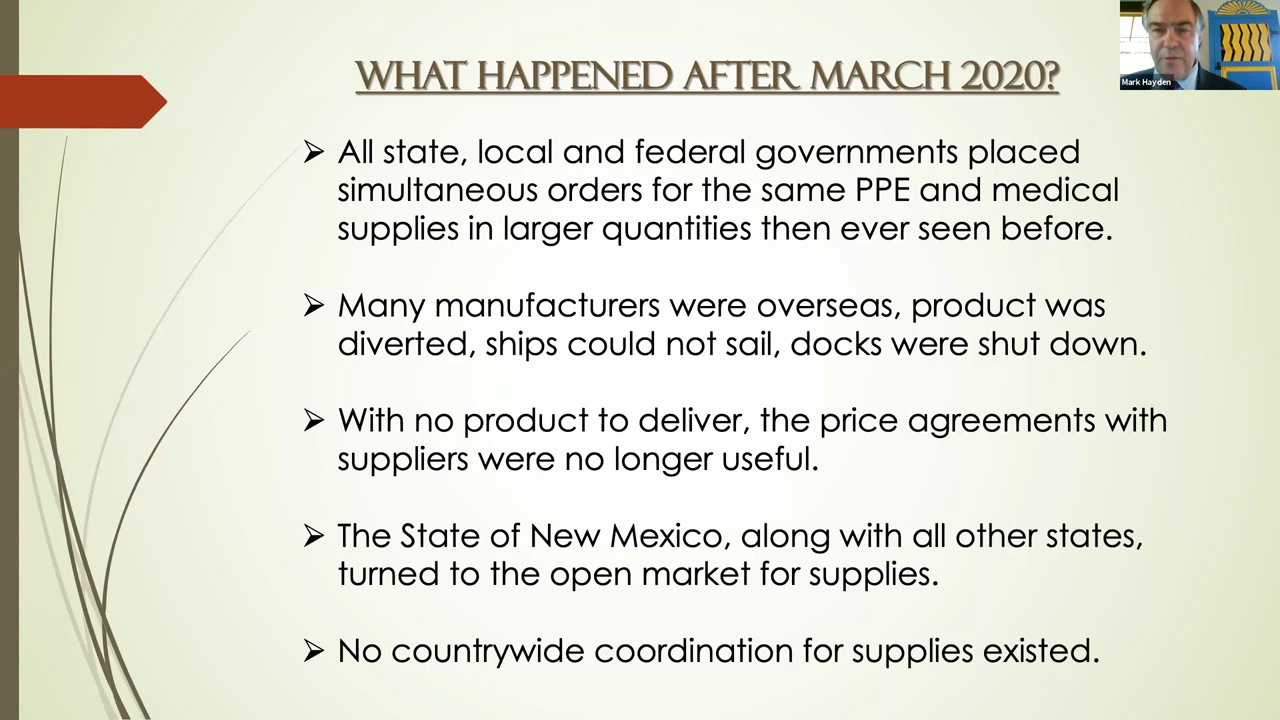 WHAT HAPPENED AFTER MARCH 2020?
Mark Hayden
➢ All state, local and federal governments placed
simultaneous orders for the same PPE and medical
supplies in larger quantities then ever seen before.
➢ Many manufacturers were overseas, product was
diverted, ships could not sail, docks were shut down.
➢ With no product to deliver, the price agreements with
suppliers were no longer useful.
➢ The State of New Mexico, along with all other states,
turned to the open market for supplies.
➢ No countrywide coordination for supplies existed.